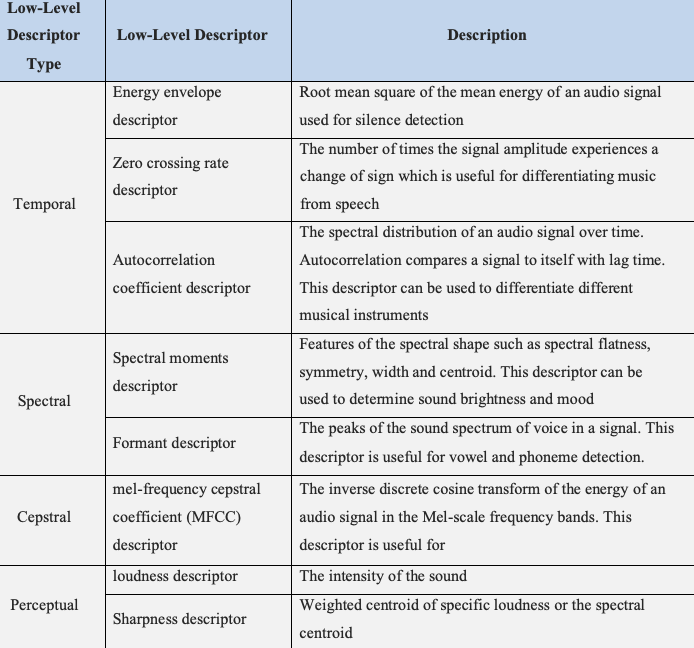 Low-Level
Descriptor
Type
Low-Level Descriptor
Description
Temporal
Energy envelope
descriptor
Root mean square of the mean energy of an audio signal
used for silence detection
Zero crossing rate
descriptor
The number of times the signal amplitude experiences a
change of sign which is useful for differentiating music
from speech
Autocorrelation
coefficient descriptor
The spectral distribution of an audio signal over time.
Autocorrelation compares a signal to itself with lag time.
This descriptor can be used to differentiate different
musical instruments
Spectral
Spectral moments
descriptor
Features of the spectral shape such as spectral flatness,
symmetry, width and centroid. This descriptor can be
used to determine sound brightness and mood
Formant descriptor
The peaks of the sound spectrum of voice in a signal. This
descriptor is useful for vowel and phoneme detection.
Cepstral
mel-frequency cepstral
coefficient (MFCC)
descriptor
The inverse discrete cosine transform of the energy of an
audio signal in the Mel-scale frequency bands. This
descriptor is useful for
Perceptual
loudness descriptor
The intensity of the sound
Sharpness descriptor
Weighted centroid of specific loudness or the spectral
centroid